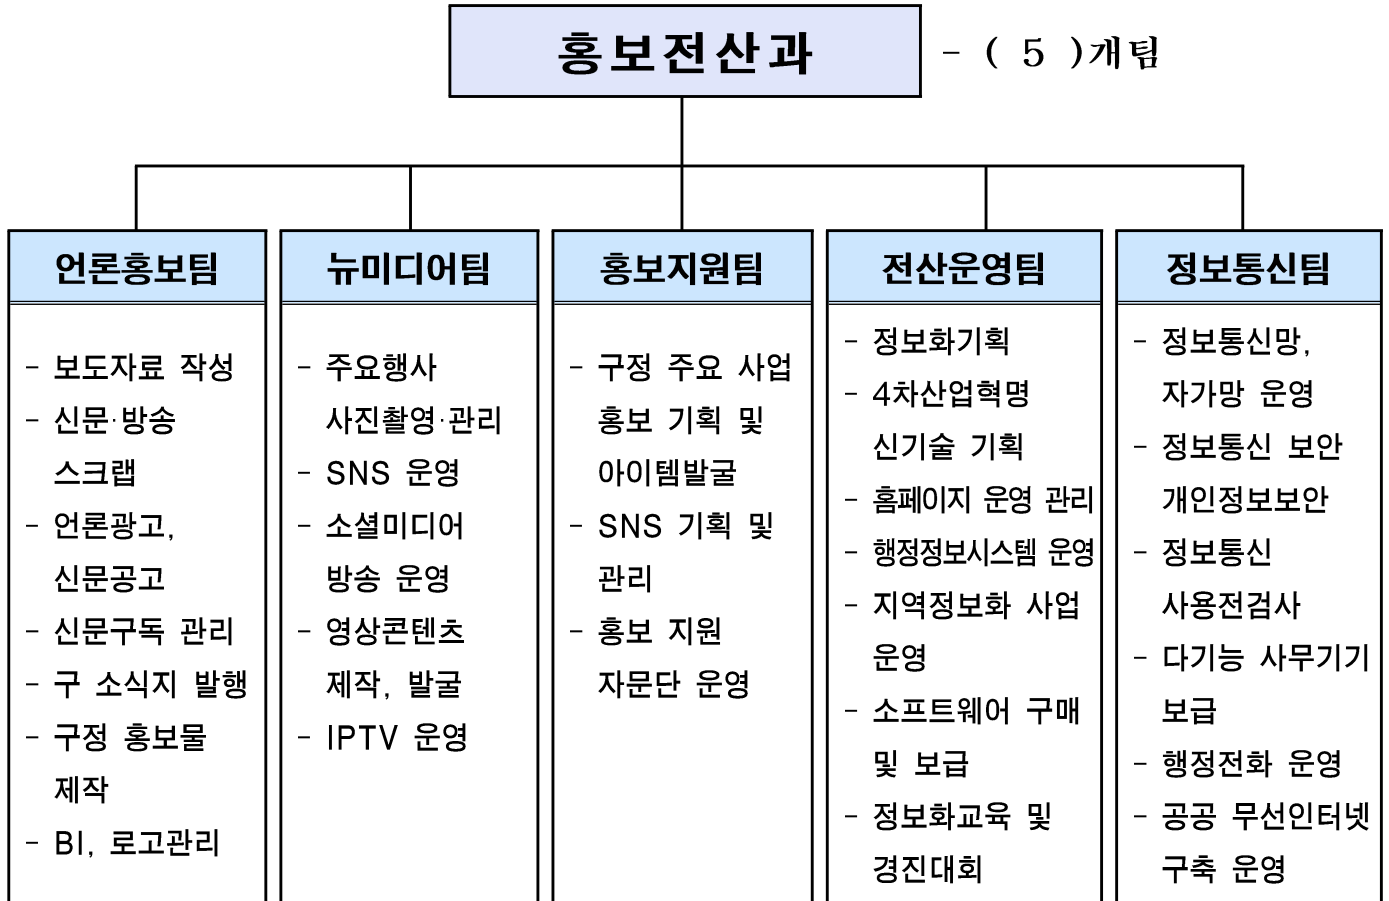 홍보전산과
- ( 5 )개팀
언론홍보팀
- 보도자료 작성
- 신문·방송
스크랩
- 언론광고,
신문공고
- 신문구독 관리
- 구 소식지 발행
- 구정 홍보물
제작
- BI, 로고관리
뉴미디어팀
- 주요행사
사진촬영·관리
- SNS 운영
- 소셜미디어
방송 운영
- 영상콘텐츠
제작, 발굴
- IPTV 운영
홍보지원팀
- 구정 주요 사업
홍보 기획 및
아이템발굴
- SNS 기획 및
관리
- 홍보 지원
자문단 운영
전산운영팀
- 정보화기획
- 4차산업혁명
신기술 기획
- 홈페이지 운영 관리
- 행정정보시스템 운영
- 지역정보화 사업
운영
- 소프트웨어 구매
및 보급
- 정보화교육 및
경진대회
정보통신팀
- 정보통신망,
자가망 운영
- 정보통신 보안
개인정보보안
- 정보통신
사용전검사
- 다기능 사무기기
보급
- 행정전화 운영
- 공공 무선인터넷
구축 운영